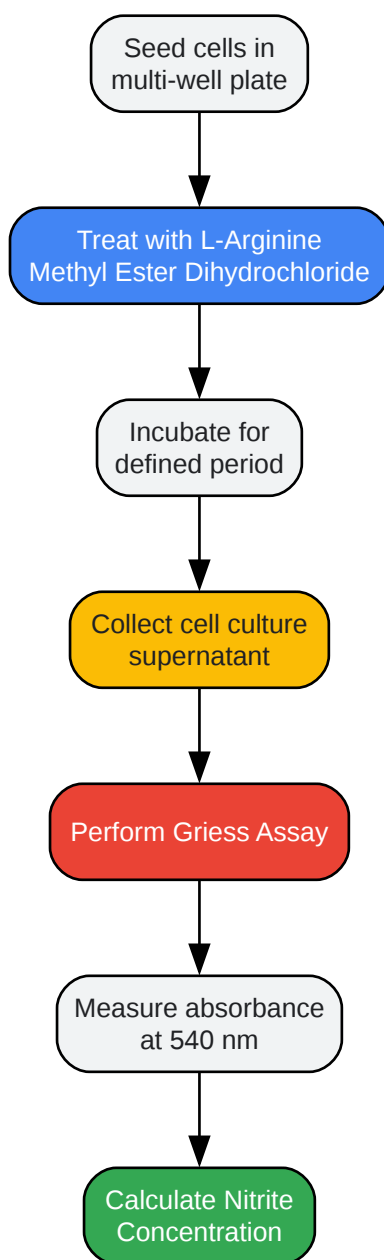 Seed cells in
multi-well plate
Treat with L-Arginine
Methyl Ester Dihydrochloride
Incubate for
defined period
Collect cell culture
supernatant
Perform Griess Assay
Measure absorbance
at 540 nm
Calculate Nitrite
Concentration